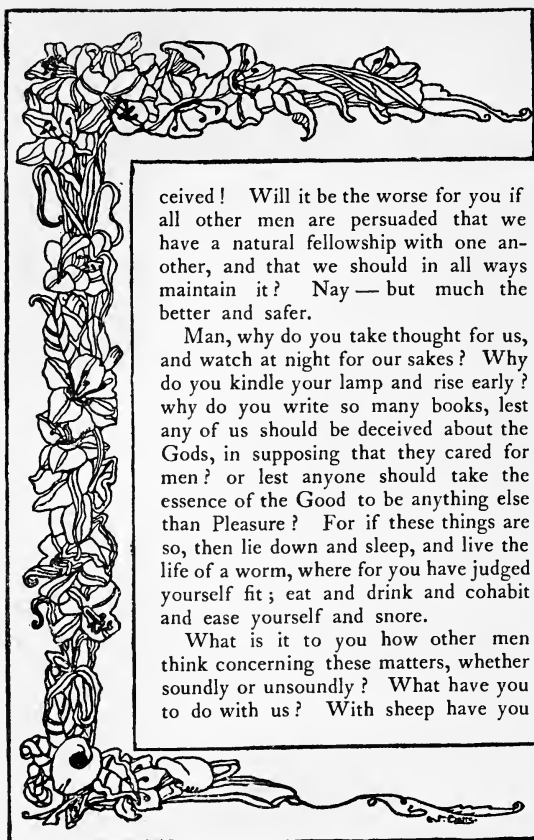 ceived! Will it be the worse for you if
all other men are persuaded that we
have a natural fellowship with one an-
other, and that we should in all ways
maintain it? Nay — but much the
better and safer.
Man, why do you take thought for us,
and watch at night for our sakes? Why
do you kindle your lamp and rise early?
why do you write so many books, lest
any of us should be deceived about the
Gods, in supposing that they cared for
men? or lest anyone should take the
essence of the Good to be anything else
than Pleasure? For if these things are
so, then lie down and sleep, and live the
life of a worm, where for you have judged
yourself fit; eat and drink and cohabit
and ease yourself and snore.
What is it to you how other men
think concerning these matters, whether
soundly or unsoundly? What have you
to do with us? With sheep have you